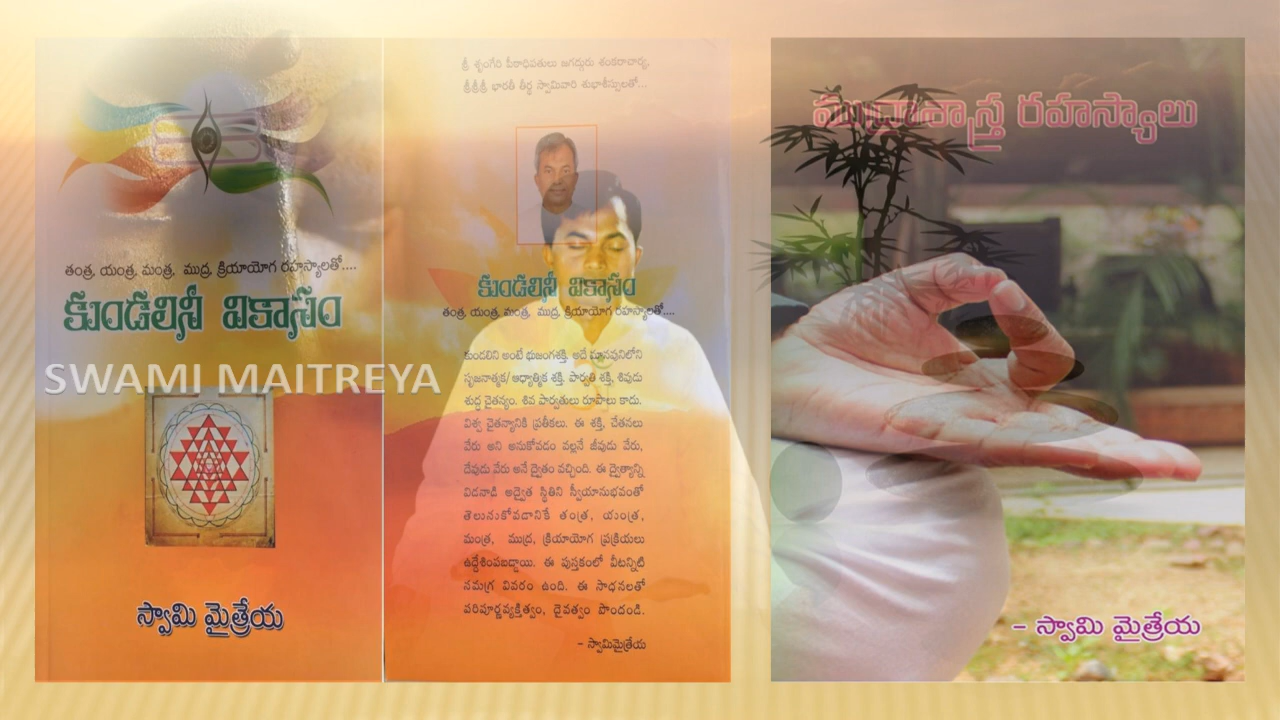 తంత్ర, యంత్ర, మంత్ర, ముద్ర, క్రియాయోగ రహస్యాలతో....
కుండలినీ వికాసం
SWAMI MAITREYA
స్వామి మైత్రేయ
శ్రీ శృంగేరి పీఠాధిపతులు జగద్గురు శంకరాచార్య,
శ్రీశ్రీశ్రీ భారతీ తీర్థ స్వామివారి శుభాశీస్సులతో...
కుండలినీ వికాసం
తంత్ర, యంత్ర, మంత్ర, ముద్ర, క్రియాయోగ రహస్యాలతో....
కుండలిని అంటే భుజంగశక్తి. అదే మానవునిలోని
సృజనాత్మక/ ఆధ్యాత్మిక శక్తి. పార్వతి శక్తి, శివుడు
శుద్ధ చైతన్యం. శివ పార్వతులు రూపాలు కాదు.
విశ్వ చైతన్యానికి ప్రతీకలు. ఈ శక్తి, చేతనలు
వేరు అని అనుకోవడం వల్లనే జీవుడు వేరు,
దేవుడు వేరు అనే ద్వైతం వచ్చింది. ఈ ద్వైత్యాన్ని
విడనాడి అద్వైత స్థితిని స్వీయానుభవంతో
తెలుసుకోవడానికే తంత్ర, యంత్ర,
మంత్ర, ముద్ర, క్రియాయోగ ప్రక్రియలు
ఉద్దేశింపబడ్డాయి. ఈ పుస్తకంలో వీటన్నిటి
సమగ్ర వివరం ఉంది. ఈ సాధనలతో
పరిపూర్ణవ్యక్తిత్వం, దైవత్వం పొందండి.
- స్వామిమైత్రేయ
ముద్రాశాస్త్ర రహస్యాలు
- స్వామి మైత్రేయ